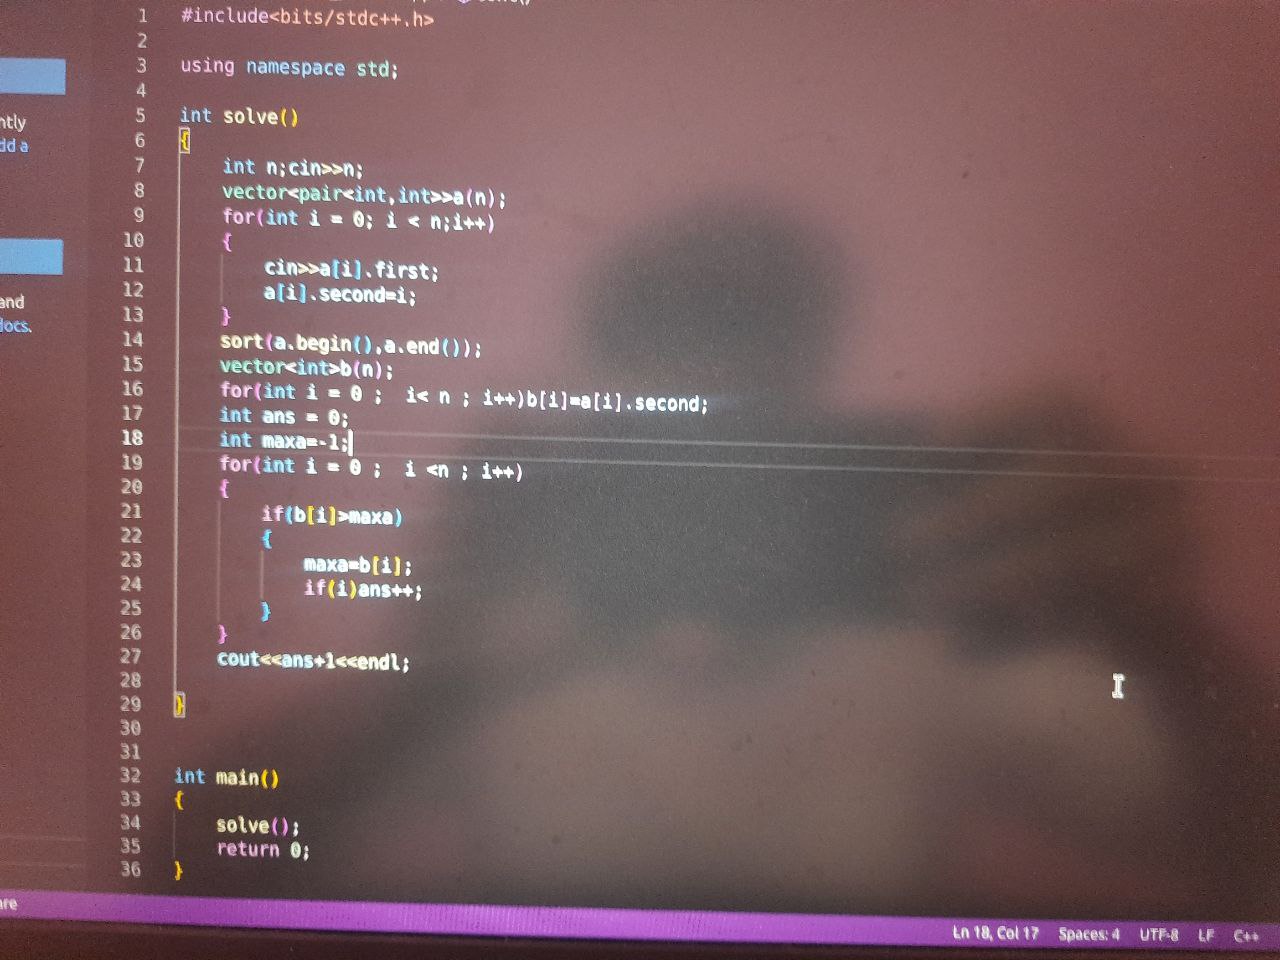 1 #include<bits/stdc++.h>
2
3 using namespace std;
4
5 int solve()
6 {
7 int n;cin>>n;
8 vector<pair<int,int>>a(n);
9 for(int i = 0; i < n;i++)
10 {
11 cin>>a[i].first;
12 a[i].second=i;
13 }
14 sort(a.begin(),a.end());
15 vector<int>b(n);
16 for(int i = 0 ;  i< n ; i++)b[i]=a[i].second;
17 int ans = 0;
18 int maxa=-1;
19 for(int i = 0 ;  i <n ; i++)
20 {
21 if(b[i]>maxa)
22 {
23 maxa=b[i];
24 if(i)ans++;
25 }
26 }
27 cout<<ans+1<<endl;
28
29 }
30
31
32 int main()
33 {
34 solve();
35 return 0;
36 }
and
Ln 18, Col 17 Spaces: 4 UTF-8 LF C++